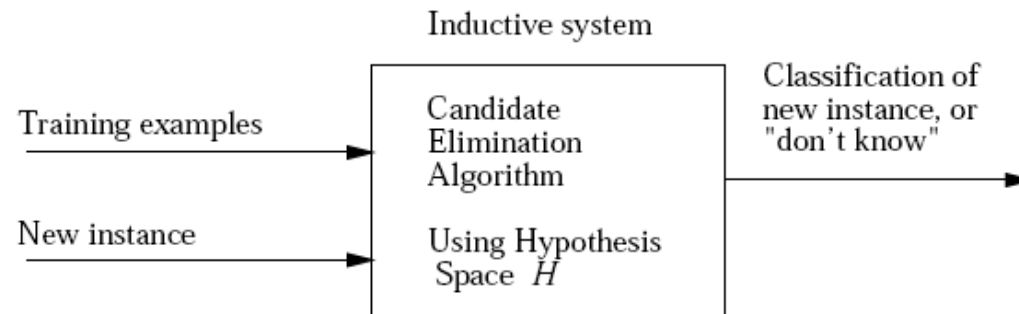 Inductive system
Training examples
New instance
Candidate
Elimination
Algorithm
Using Hypothesis
Space H
Classification of
new instance, or
"don't know"